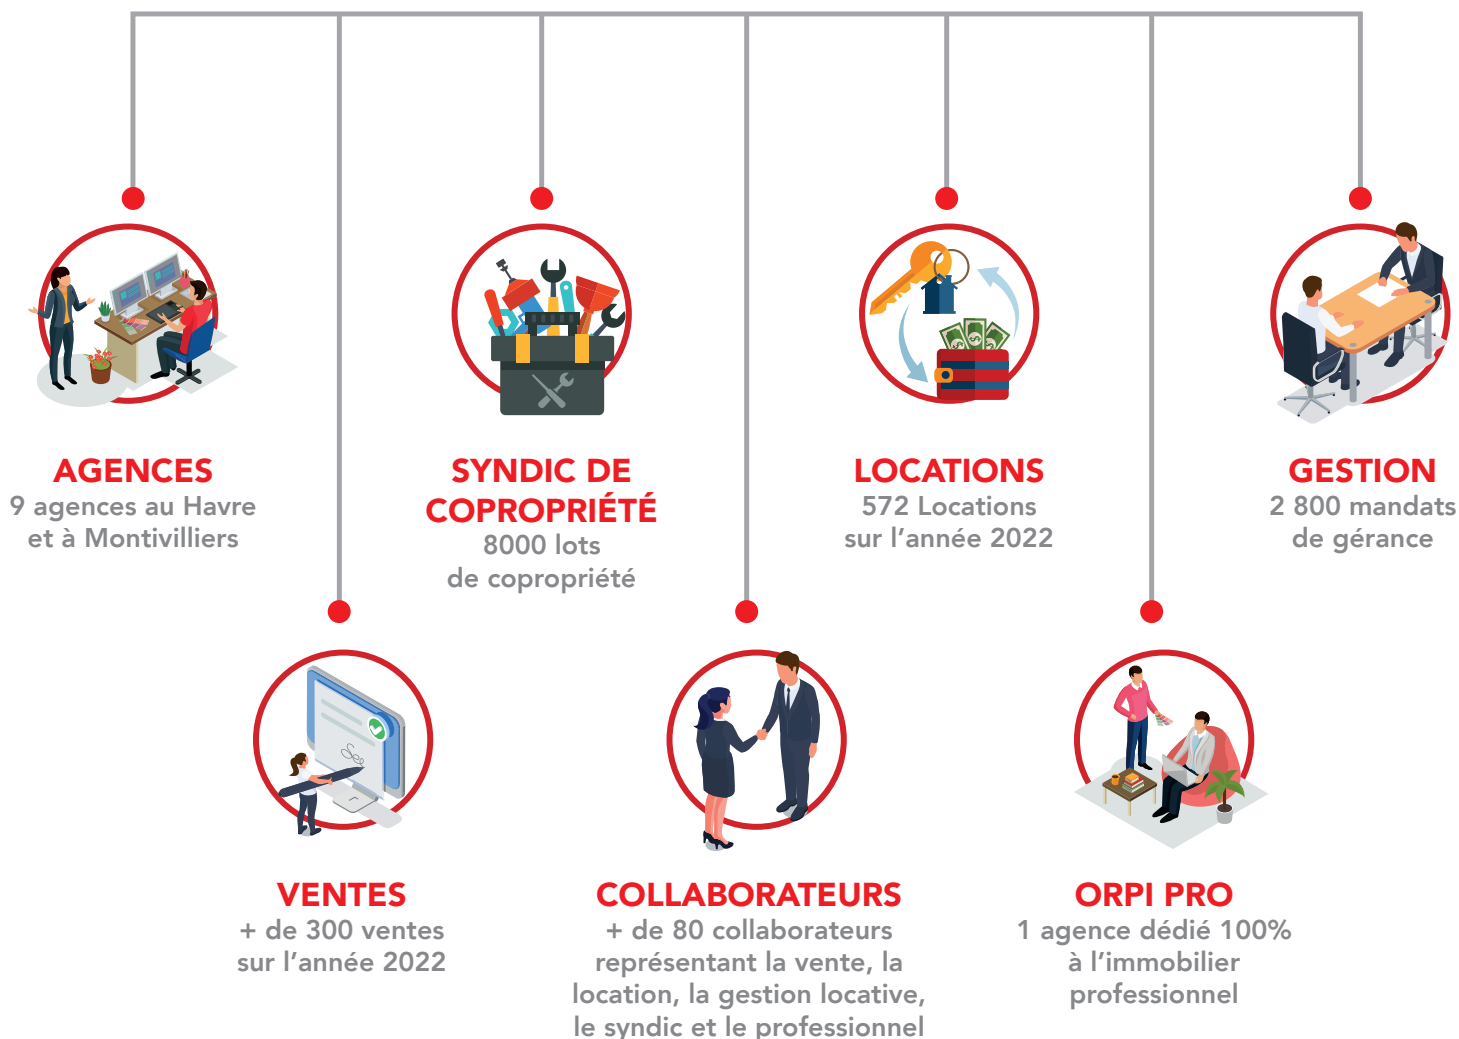 AGENCES
9 agences au Havre
et à Montivilliers
SYNDIC DE
COPROPRIÉTÉ
8000 lots
de copropriété
LOCATIONS
572 Locations
sur l’année 2022
GESTION
2 800 mandats
de gérance
VENTES
+ de 300 ventes
sur l’année 2022
COLLABORATEURS
+ de 80 collaborateurs
représentant la vente, la
location, la gestion locative,
le syndic et le professionnel
ORPI PRO
1 agence dédié 100%
à l’immobilier
professionnel